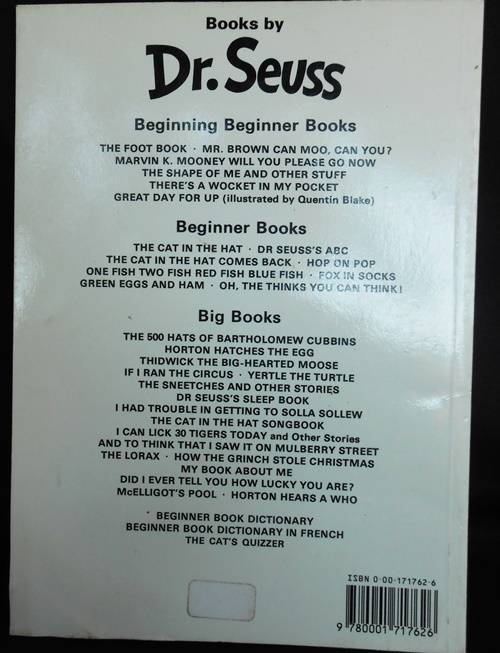 Books by
Dr. Seuss
Beginning Beginner Books
THE FOOT BOOK · MR. BROWN CAN MOO, CAN YOU?
MARVIN K. MOONEY WILL YOU PLEASE GO NOW
THE SHAPE OF ME AND OTHER STUFF
THERE'S A WOCKET IN MY POCKET
GREAT DAY FOR UP (illustrated by Quentin Blake)
Beginner Books
THE CAT IN THE HAT · DR SEUSS'S ABC
THE CAT IN THE HAT COMES BACK · HOP ON POP
ONE FISH TWO FISH RED FISH BLUE FISH · FOX IN SOCKS
GREEN EGGS AND HAM · OH, THE THINKS YOU CAN THINK!
Big Books
THE 500 HATS OF BARTHOLOMEW CUBBINS
HORTON HATCHES THE EGG
THIDWICK THE BIG-HEARTED MOOSE
IF I RAN THE CIRCUS · YERTLE THE TURTLE
THE SNEETCHES AND OTHER STORIES
DR SEUSS'S SLEEP BOOK
I HAD TROUBLE IN GETTING TO SOLLA SOLLEW
THE CAT IN THE HAT SONGBOOK
I CAN LICK 30 TIGERS TODAY and Other Stories
AND TO THINK THAT I SAW IT ON MULBERRY STREET
THE LORAX · HOW THE GRINCH STOLE CHRISTMAS
MY BOOK ABOUT ME
DID I EVER TELL YOU HOW LUCKY YOU ARE?
McELLIGOT'S POOL · HORTON HEARS A WHO
BEGINNER BOOK DICTIONARY
BEGINNER BOOK DICTIONARY IN FRENCH
THE CAT'S QUIZZER
ISBN 0-00-171762-6
9 780001 717626